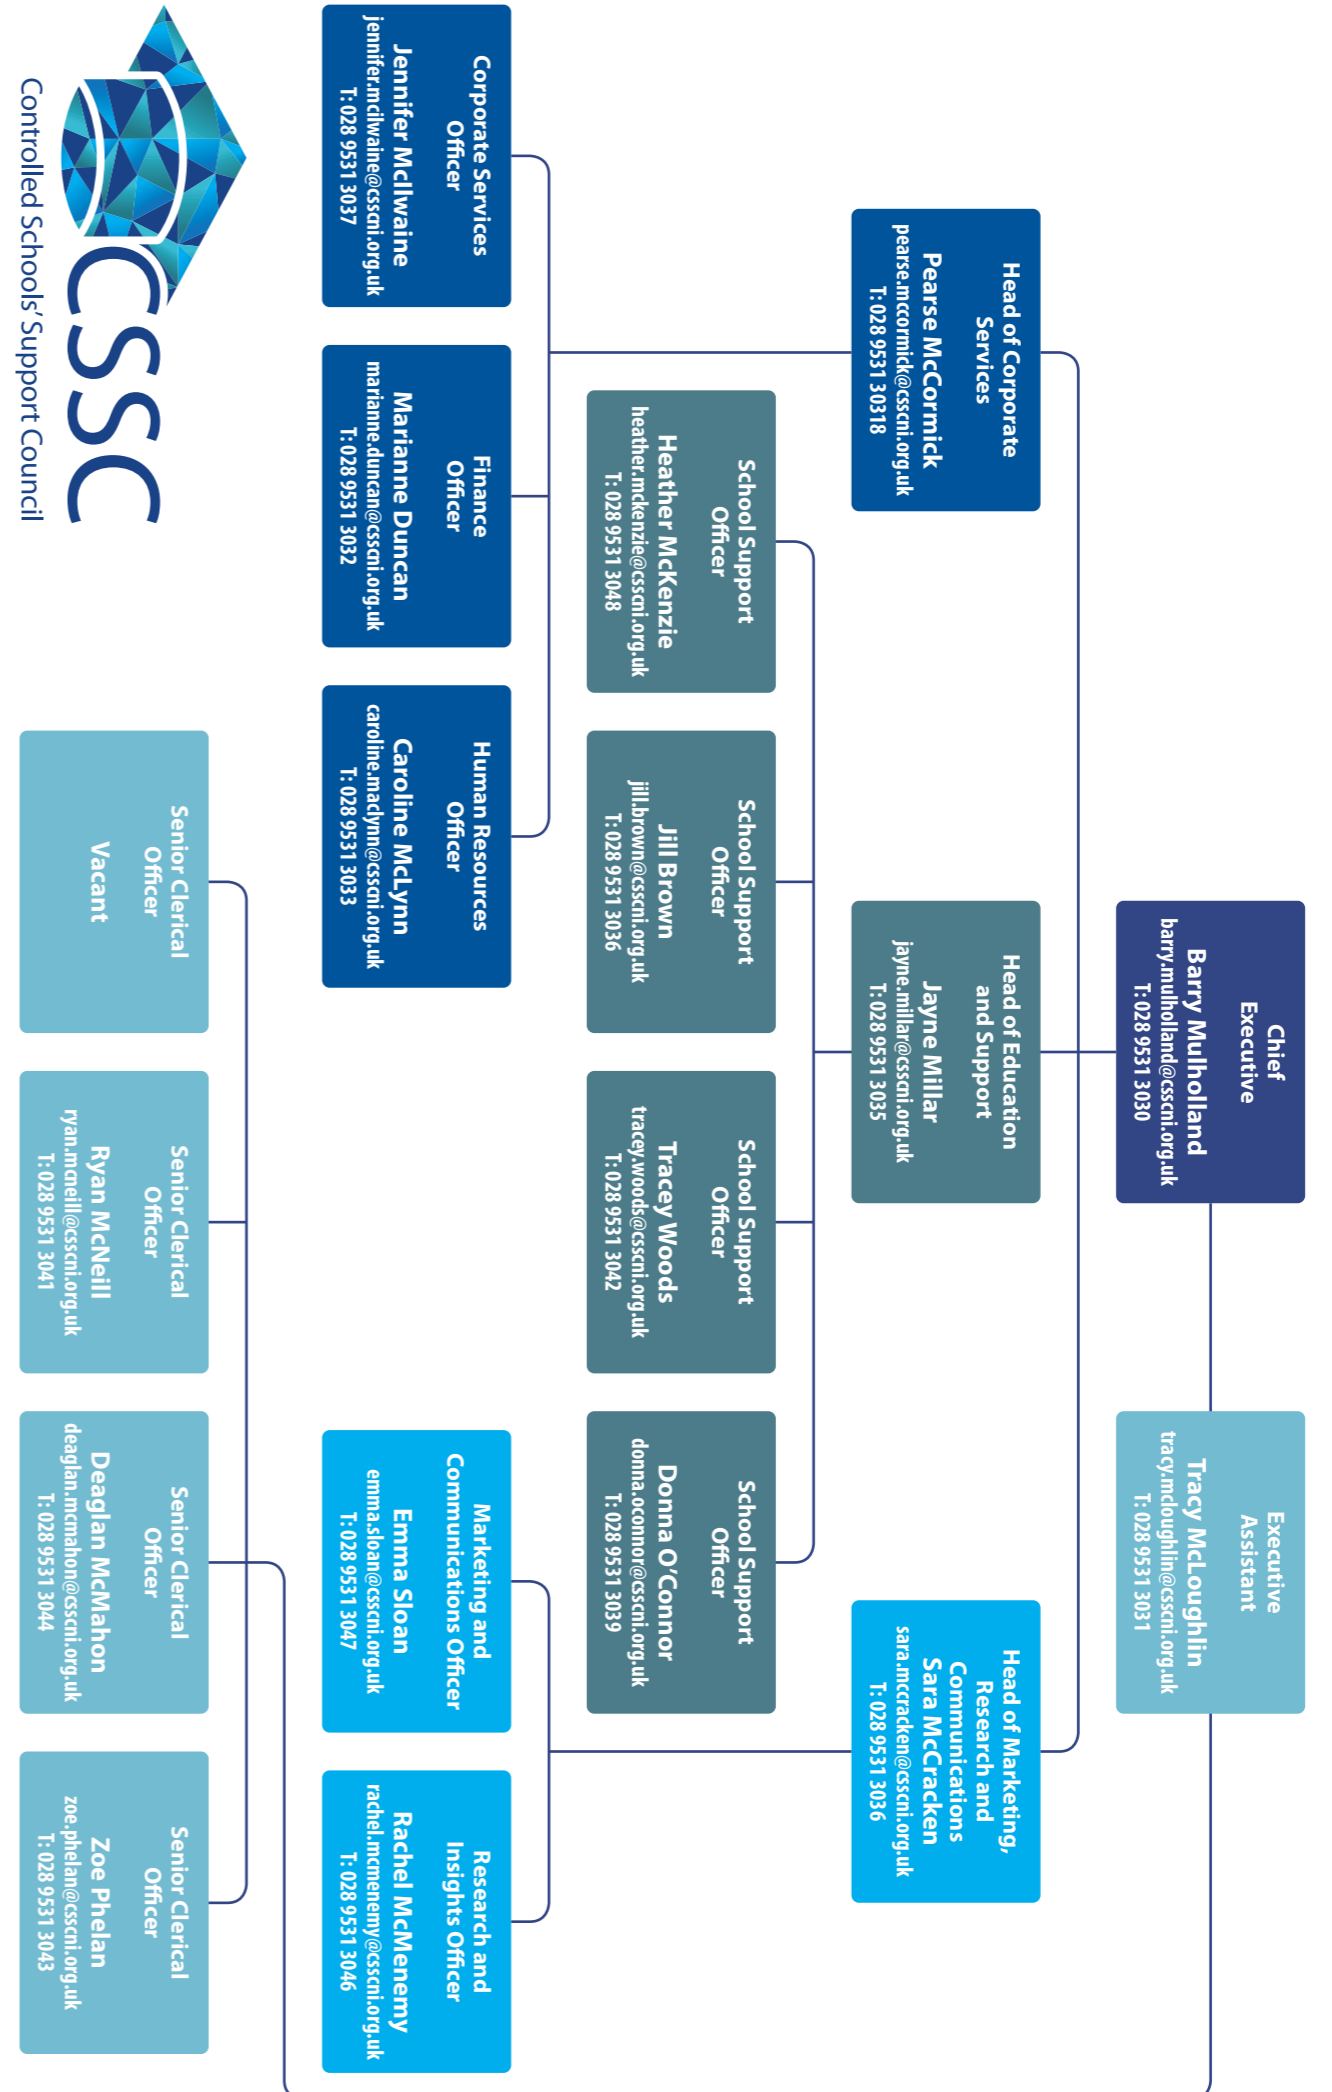 Chief
Executive
Barry Mulholland
barry.mulholland@csscni.org.uk
T: 028 9531 3030
Executive
Assistant
Tracy McLoughlin
tracy.mcloughlin@csscni.org.uk
T: 028 9531 3031
Head of Corporate
Services
Pearse McCormick
pearse.mccormick@csscni.org.uk
T: 028 9531 30318
Head of Education
and Support
Jayne Millar
jayne.millar@csscni.org.uk
T: 028 9531 3035
Head of Marketing,
Research and
Communications
Sara McCracken
sara.mccracken@csscni.org.uk
T: 028 9531 3036
School Support
Officer
Heather McKenzie
heather.mckenzie@csscni.org.uk
T: 028 9531 3048
School Support
Officer
Jill Brown
jill.brown@csscni.org.uk
T: 028 9531 3036
School Support
Officer
Tracey Woods
tracey.woods@csscni.org.uk
T: 028 9531 3042
School Support
Officer
Donna O’Connor
donna.oconnor@csscni.org.uk
T: 028 9531 3039
Corporate Services
Officer
Jennifer McIlwaine
jennifer.mcilwaine@csscni.org.uk
T: 028 9531 3037
Finance
Officer
Marianne Duncan
marianne.duncan@csscni.org.uk
T: 028 9531 3032
Human Resources
Officer
Caroline McLynn
caroline.maclynn@csscni.org.uk
T: 028 9531 3033
Marketing and
Communications Officer
Emma Sloan
emma.sloan@csscni.org.uk
T: 028 9531 3047
Research and
Insights Officer
Rachel McMenemy
rachel.mcmenemy@csscni.org.uk
T: 028 9531 3046
Senior Clerical
Officer
Vacant
Senior Clerical
Officer
Ryan McNeill
ryan.mcneill@csscni.org.uk
T: 028 9531 3041
Senior Clerical
Officer
Deaglan McMahon
deaglan.mcmahon@csscni.org.uk
T: 028 9531 3044
Senior Clerical
Officer
Zoe Phelan
zoe.phelan@csscni.org.uk
T: 028 9531 3043
CSSC
Controlled Schools’ Support Council